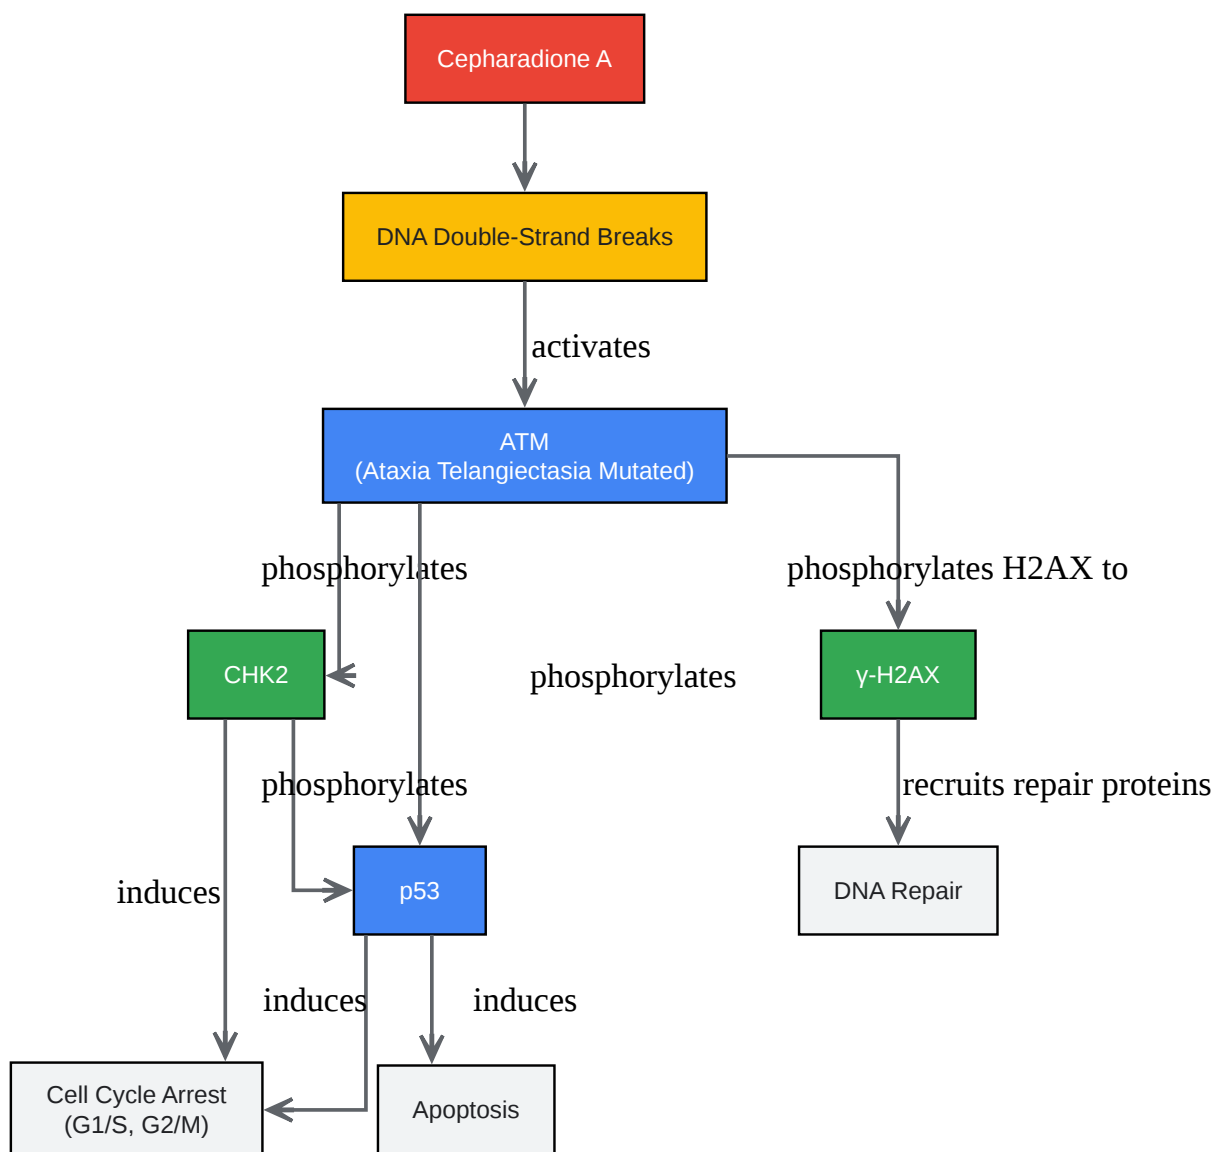 Cepharadione A
DNA Double-Strand Breaks
activates
ATM
(Ataxia Telangiectasia Mutated)
phosphorylates
phosphorylates H2AX to
CHK2
phosphorylates
γ-H2AX
phosphorylates
recruits repair proteins
induces
p53
DNA Repair
induces
induces
Cell Cycle Arrest
(G1/S, G2/M)
Apoptosis